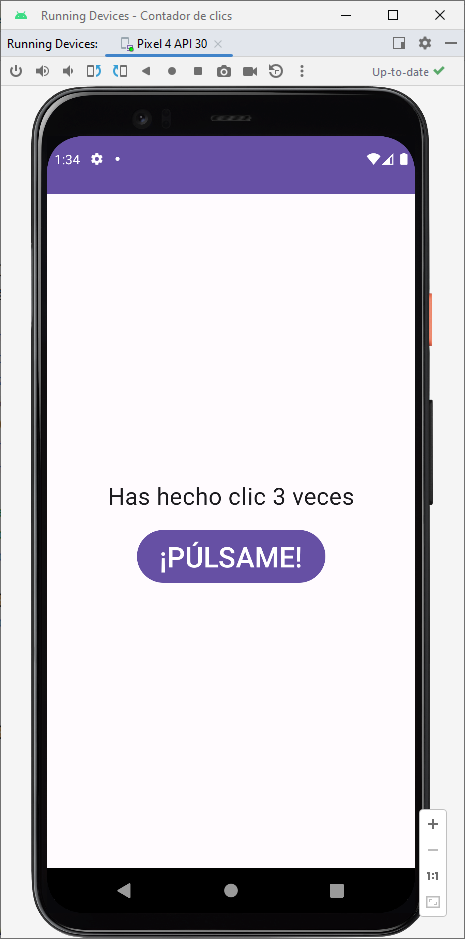 Running Devices - Contador de clics
Running Devices: Pixel 4 API 30
Up-to-date
1:34
Has hecho clic 3 veces
¡PÚLSAME!
1:1